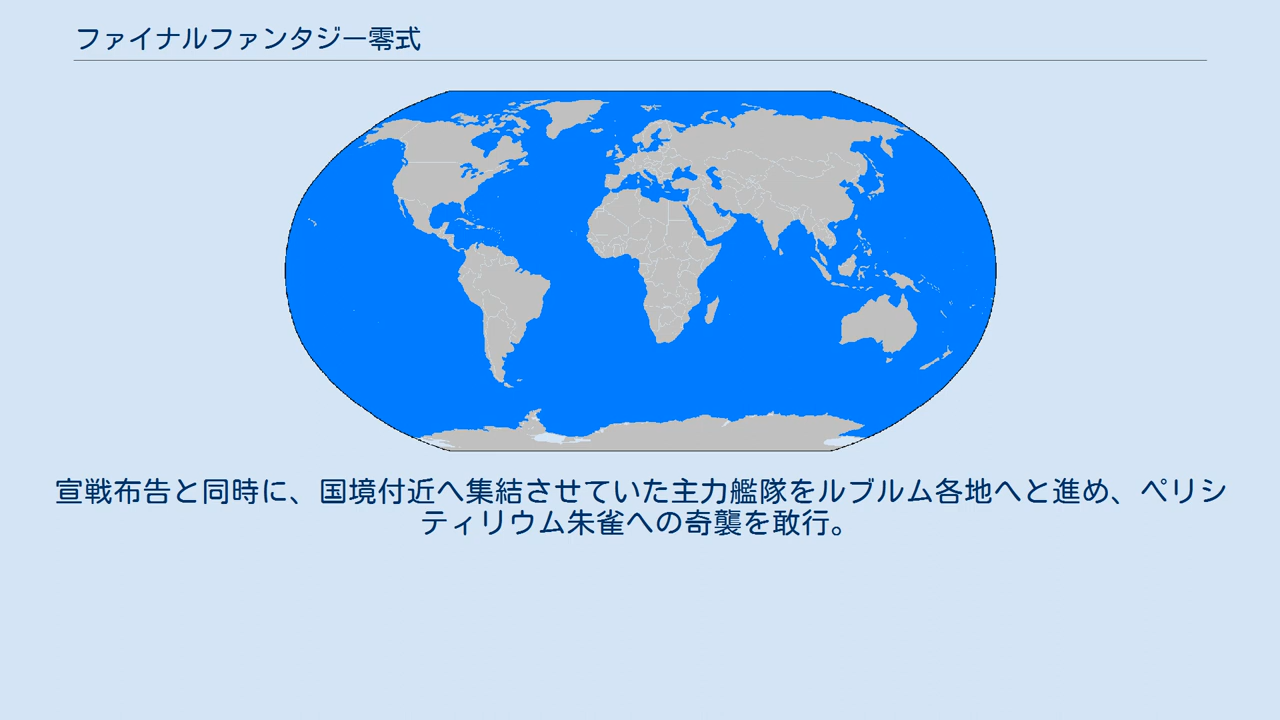 ファイナルファンタジー零式
宣戦布告と同時に、国境付近へ集結させていた主力艦隊をルブルム各地へと進め、ペリシ
ティリウム朱雀への奇襲を敢行。